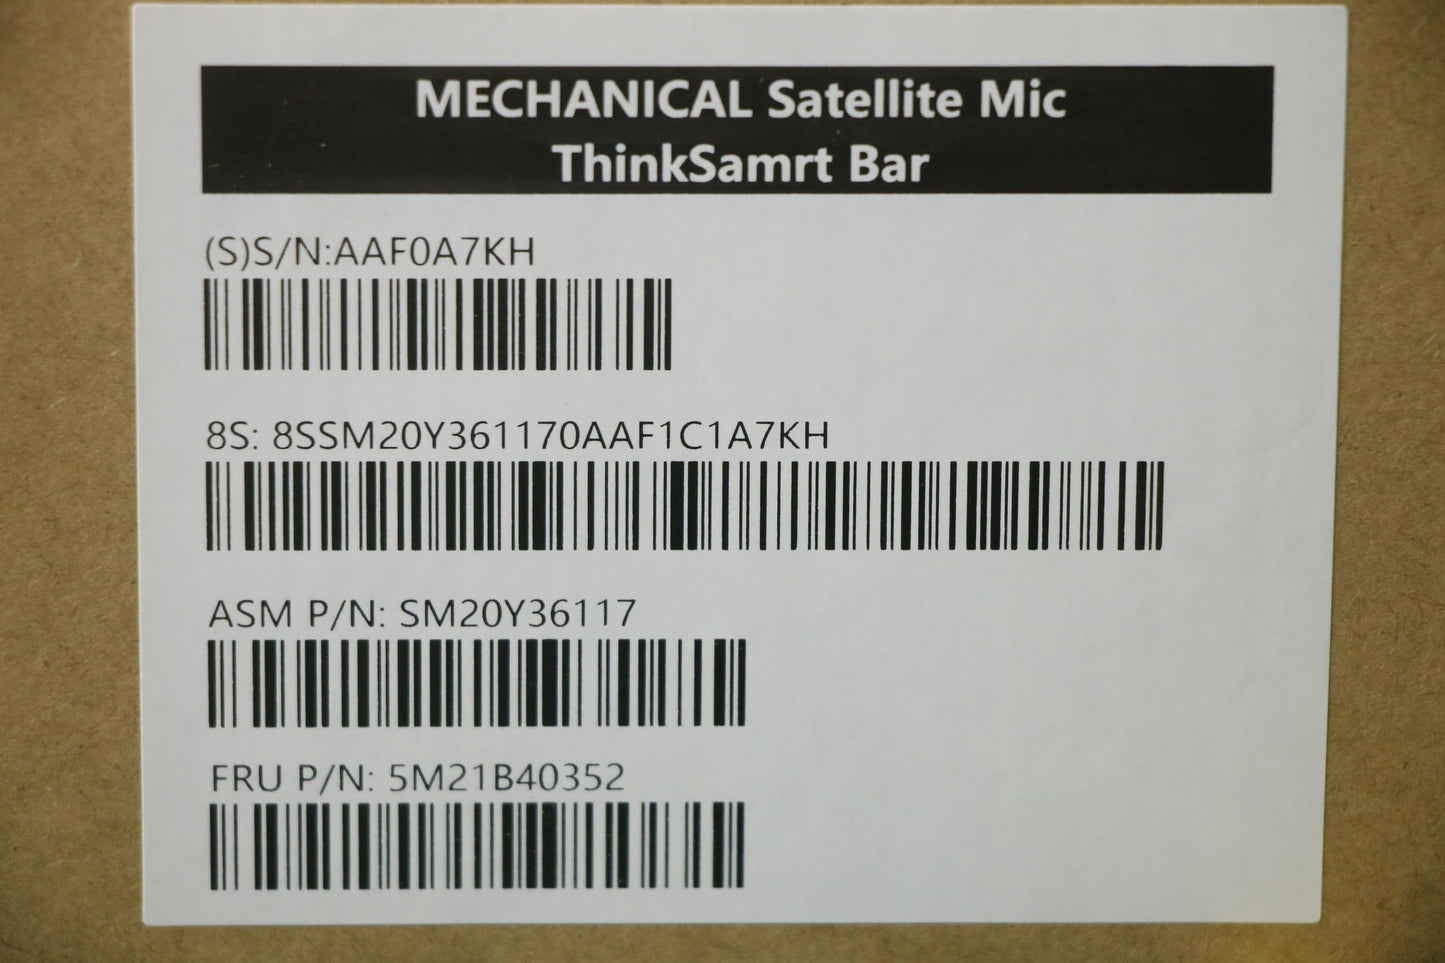 MECHANICAL Satellite Mic
ThinkSamrt Bar
(S)S/N:AAF0A7KH
8S: 8SSM20Y361170AAF1C1A7KH
ASM P/N: SM20Y36117
FRU P/N: 5M21B40352